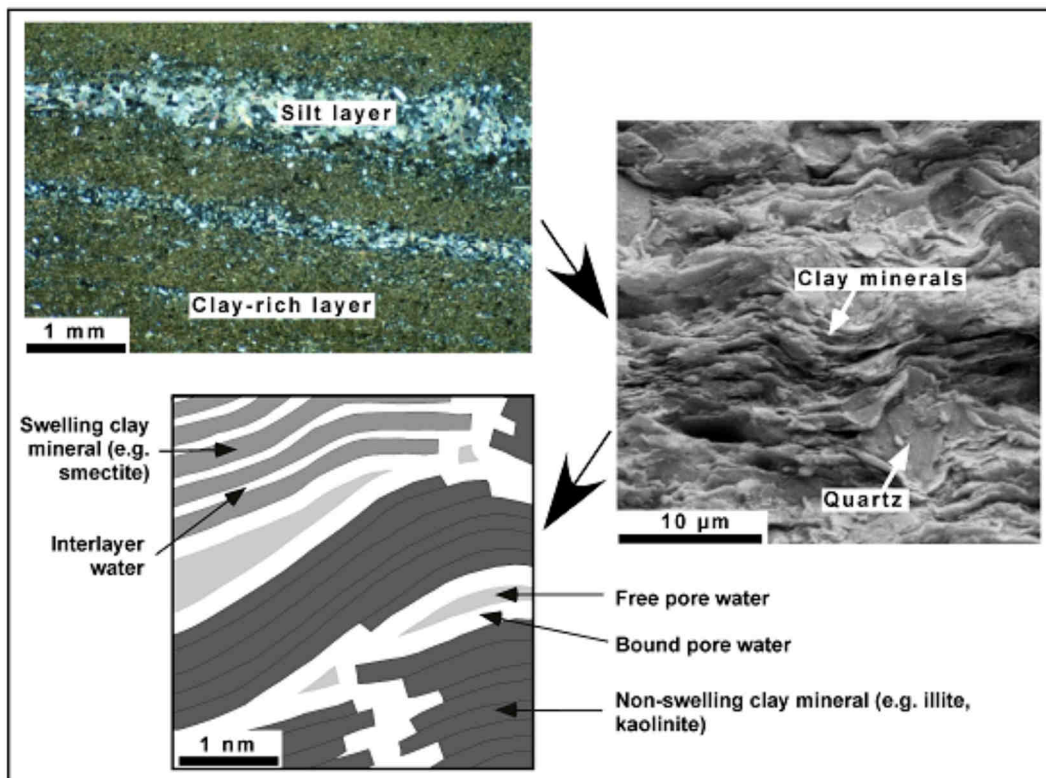 Silt layer
Clay-rich layer
1 mm
Clay minerals
Quartz
10 µm
Swelling clay
mineral (e.g.
smectite)
Interlayer
water
Free pore water
Bound pore water
Non-swelling clay mineral (e.g. illite,
kaolinite)
1 nm